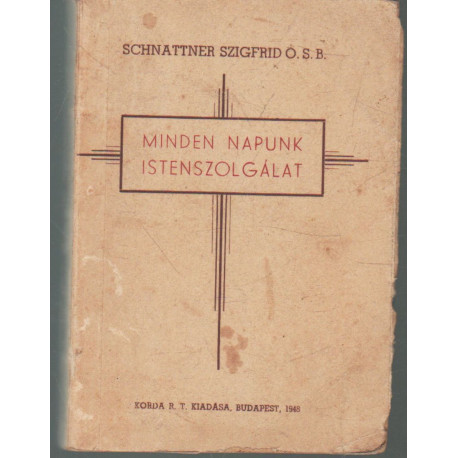 SCHNATTNER SZIGFRID O. S. B.
MINDEN NAPUNK
ISTENSZOLGÁLAT
KORDA R. T. KIADÁSA, BUDAPEST, 1948